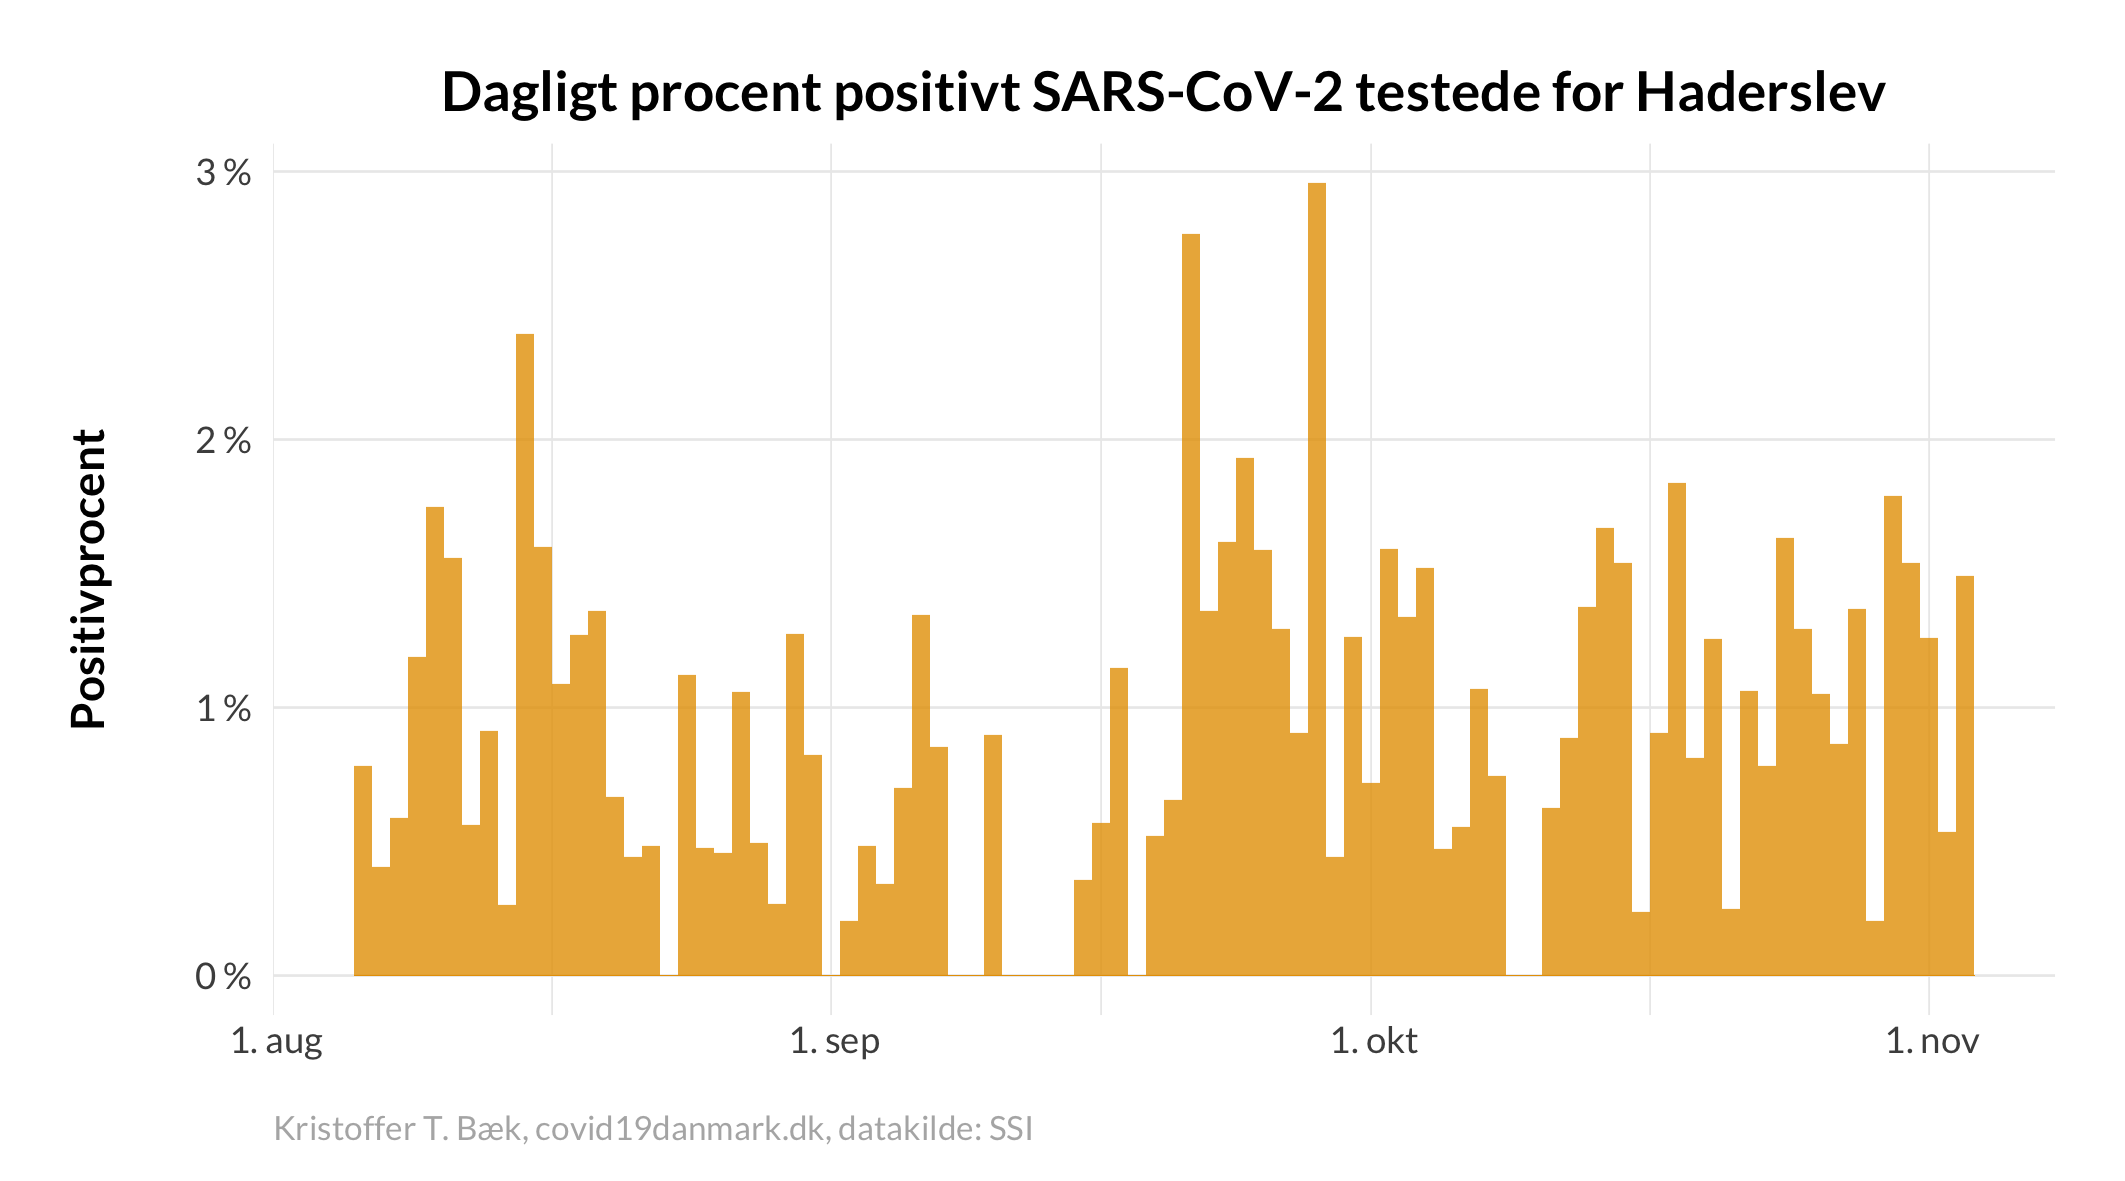 Dagligt procent positivt SARS-CoV-2 testede for Haderslev
Positivprocent
3 %
2 %
1 %
0 %
1. aug
1. sep
1. okt
1. nov
Kristoffer T. Bæk, covid19danmark.dk, datakilde: SSI